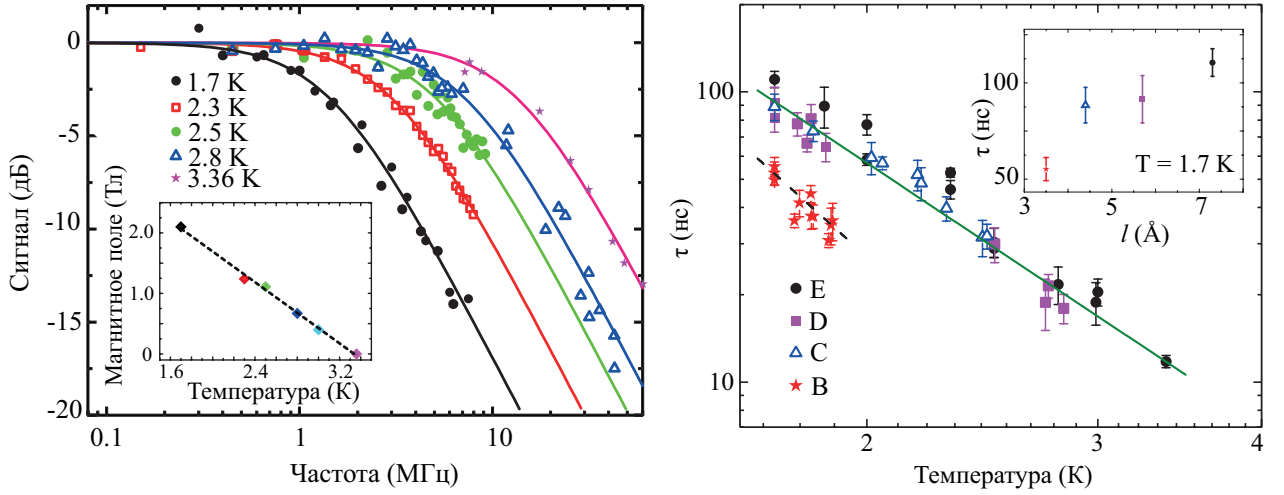 0
-5
-10
-15
-20
Сигнал (дБ)
1.7 K
2.3 K
2.5 K
2.8 K
3.36 K
Магнитное поле (Тл)
2.0
1.0
0
1.6 2.4 3.2
Температура (K)
0.1 1 10
Частота (МГц)
100
10
τ (нс)
E
D
C
B
2 3 4
Температура (K)
τ (нс)
100
50
T = 1.7 K
3 5 7
l (Å)